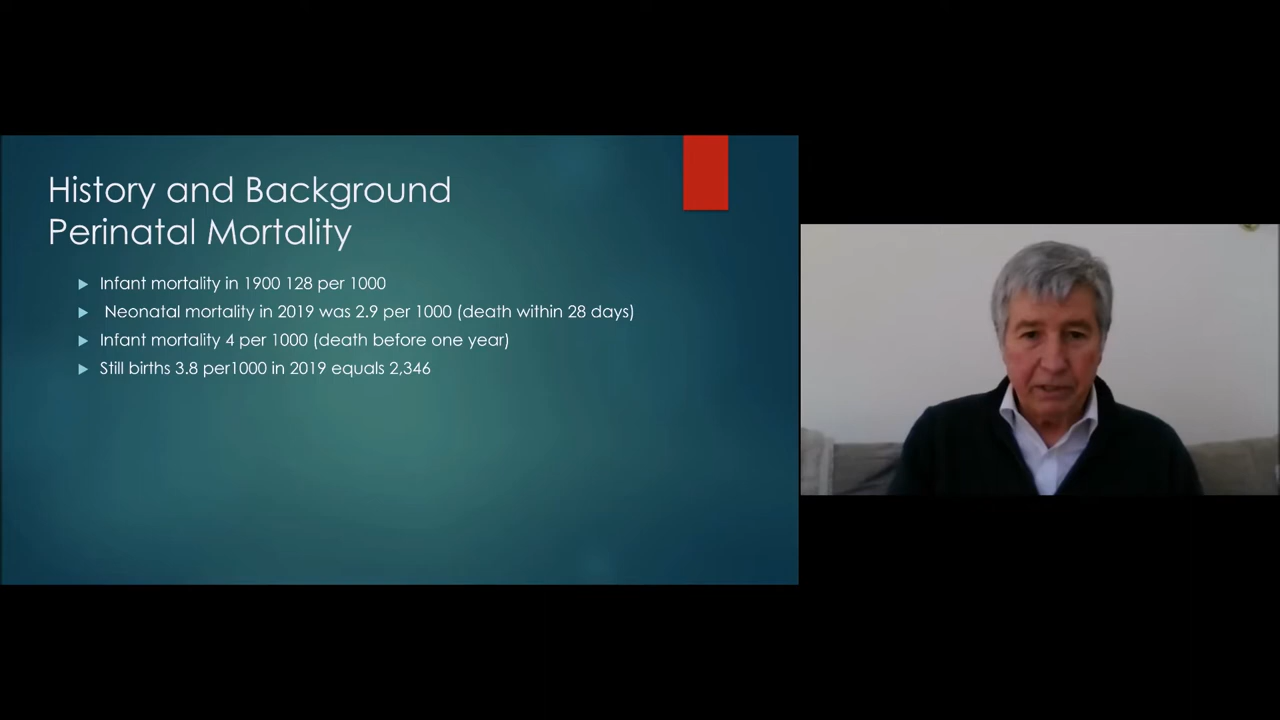 History and Background
Perinatal Mortality
Infant mortality in 1900 128 per 1000
Neonatal mortality in 2019 was 2.9 per 1000 (death within 28 days)
Infant mortality 4 per 1000 (death before one year)
Still births 3.8 per1000 in 2019 equals 2,346